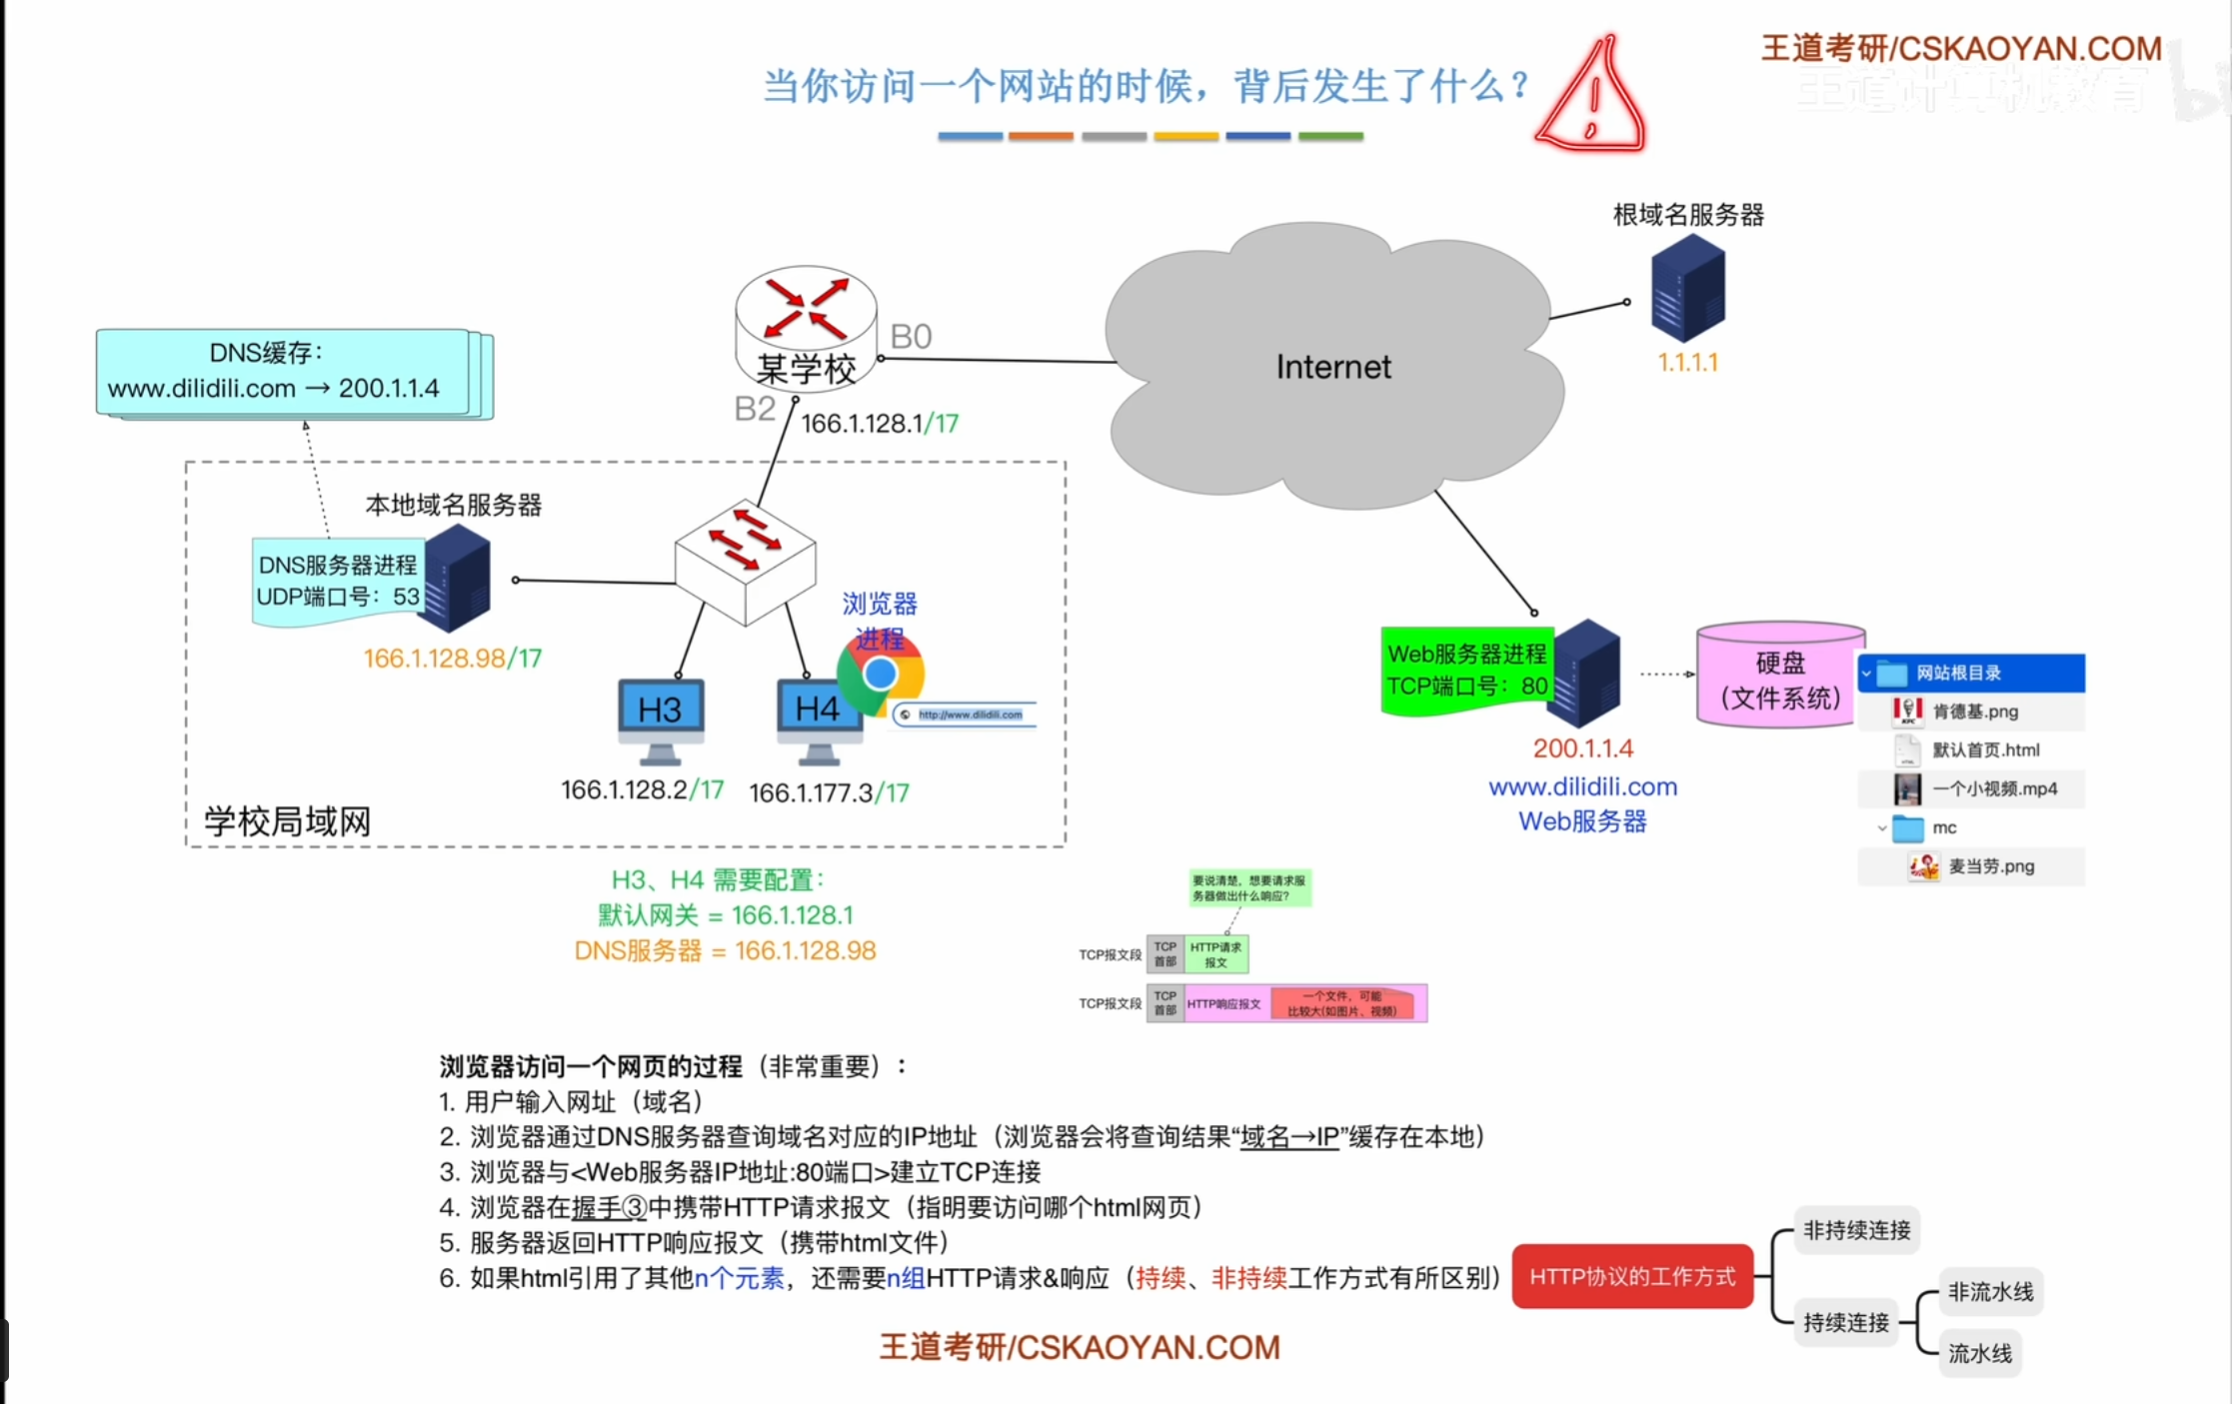 王道考研/CSKAOYAN.COM
王道计算机教育
当你访问一个网站的时候，背后发生了什么？
根域名服务器
1.1.1.1
B0
某学校
B2
166.1.128.1/17
Internet
DNS缓存：
www.dilidili.com → 200.1.1.4
本地域名服务器
DNS服务器进程
UDP端口号：53
166.1.128.98/17
浏览器
进程
H3
H4
http://www.dilidili.com
166.1.128.2/17
166.1.177.3/17
学校局域网
Web服务器进程
TCP端口号：80
200.1.1.4
www.dilidili.com
Web服务器
硬盘
（文件系统）
网站根目录
肯德基.png
默认首页.html
一个小视频.mp4
mc
麦当劳.png
H3、H4 需要配置：
默认网关 = 166.1.128.1
DNS服务器 = 166.1.128.98
要说清楚，想要请求服
务器做出什么响应？
TCP报文段
TCP
首部
HTTP请求
报文
TCP报文段
TCP
首部
HTTP响应报文
一个文件，可能
比较大(如图片、视频)
浏览器访问一个网页的过程（非常重要）：
1. 用户输入网址（域名）
2. 浏览器通过DNS服务器查询域名对应的IP地址（浏览器会将查询结果“域名→IP”缓存在本地）
3. 浏览器与<Web服务器IP地址:80端口>建立TCP连接
4. 浏览器在握手③中携带HTTP请求报文（指明要访问哪个html网页）
5. 服务器返回HTTP响应报文（携带html文件）
6. 如果html引用了其他n个元素，还需要n组HTTP请求&响应（持续、非持续工作方式有所区别）
HTTP协议的工作方式
非持续连接
持续连接
非流水线
流水线
王道考研/CSKAOYAN.COM